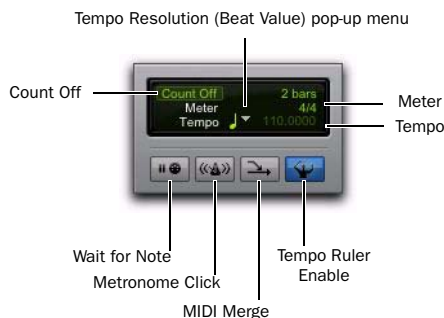 Tempo Resolution (Beat Value) pop-up menu
Count Off
Count Off 2 bars
Meter 4/4
Tempo 110.0000
Meter
Tempo
Wait for Note
Metronome Click
MIDI Merge
Tempo Ruler
Enable